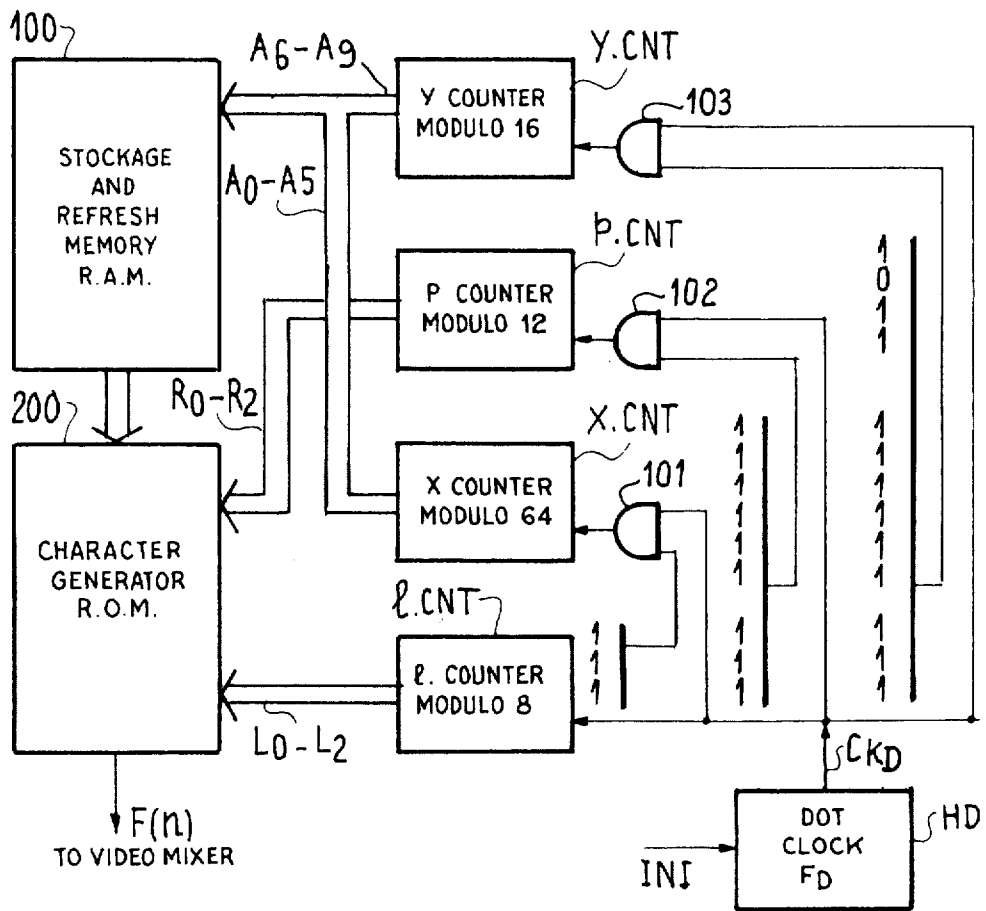 100
A6-A9
Y.CNT
Y COUNTER
MODULO 16
103
STOCKAGE
AND
REFRESH
MEMORY
R.A.M.
A0-A5
P.CNT
P COUNTER
MODULO 12
102
1
0
1
1
R0-R2
200
X.CNT
X COUNTER
MODULO 64
101
1
1
1
1
1
1
1
1
1
1
1
1
CHARACTER
GENERATOR
R.O.M.
ℓ.CNT
ℓ. COUNTER
MODULO 8
1
1
1
1
1
1
1
1
1
L0-L2
CKD
F(n)
TO VIDEO MIXER
DOT
CLOCK
FD
HD
INI